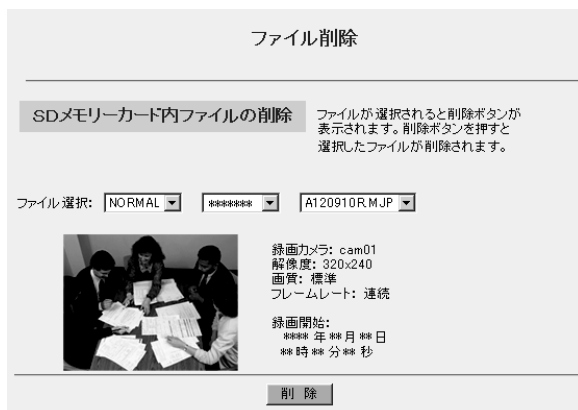 ファイル削除
SDメモリーカード内ファイルの削除
ファイルが選択されると削除ボタンが
表示されます。削除ボタンを押すと
選択したファイルが削除されます。
ファイル選択: NORMAL ******* A120910R.MJP
録画カメラ: cam01
解像度: 320x240
画質: 標準
フレームレート: 連続
録画開始:
**** 年 ** 月 ** 日
** 時 ** 分 ** 秒
削 除